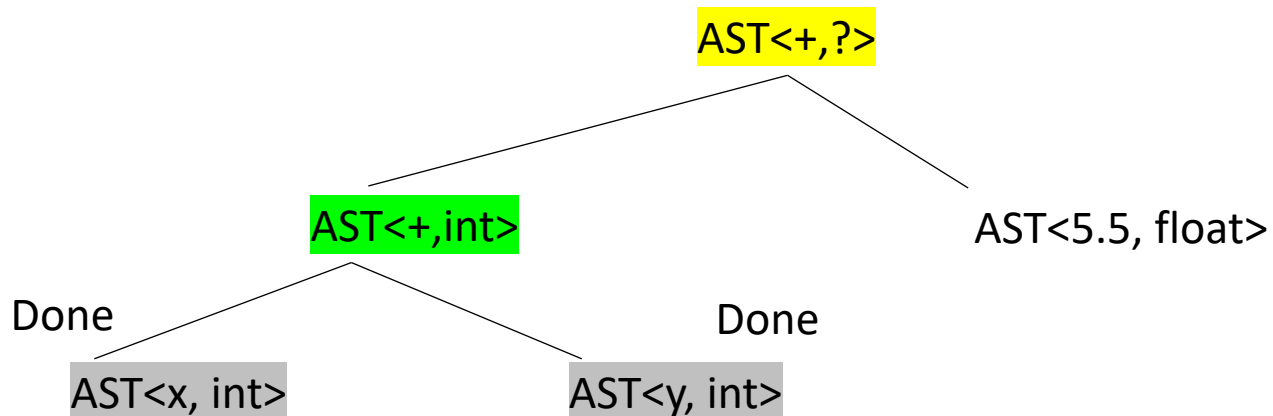 AST<+,?>
AST<+,int>
AST<5.5, float>
Done
Done
AST<x, int>
AST<y, int>